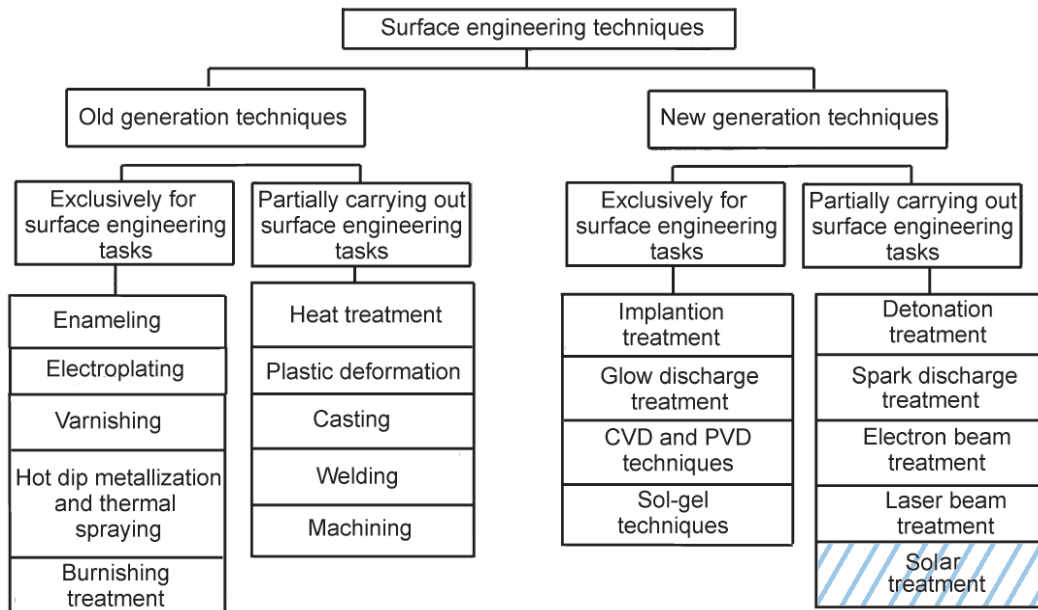 Surface engineering techniques
Old generation techniques
New generation techniques
Exclusively for
surface engineering
tasks
Partially carrying out
surface engineering
tasks
Exclusively for
surface engineering
tasks
Partially carrying out
surface engineering
tasks
Enameling
Electroplating
Varnishing
Hot dip metallization
and thermal
spraying
Burnishing
treatment
Heat treatment
Plastic deformation
Casting
Welding
Machining
Implantion
treatment
Glow discharge
treatment
CVD and PVD
techniques
Sol-gel
techniques
Detonation
treatment
Spark discharge
treatment
Electron beam
treatment
Laser beam
treatment
Solar
treatment